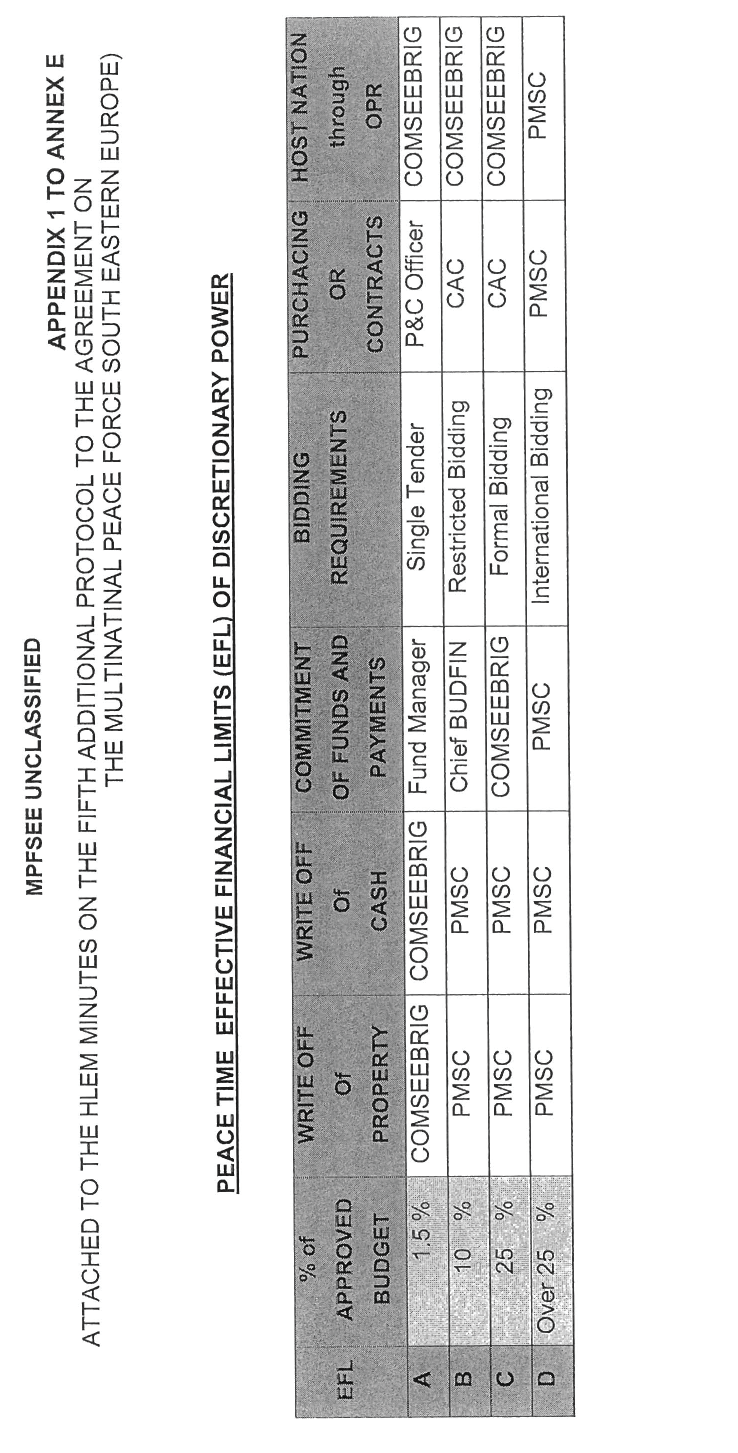 MPFSEE UNCLASSIFIED
APPENDIX 1 TO ANNEX E
ATTACHED TO THE HLEM MINUTES ON THE FIFTH ADDITIONAL PROTOCOL TO THE AGREEMENT ON
THE MULTINATINAL PEACE FORCE SOUTH EASTERN EUROPE)
PEACE TIME EFFECTIVE FINANCIAL LIMITS (EFL) OF DISCRETIONARY POWER
EFL % of APPROVED BUDGET WRITE OFF Of PROPERTY WRITE OFF Of CASH COMMITMENT OF FUNDS AND PAYMENTS BIDDING REQUIREMENTS PURCHASING OR CONTRACTS HOST NATION through OPR
A 1.5 % COMSEEBRIG COMSEEBRIG Fund Manager Single Tender P&C Officer COMSEEBRIG
B 10 % PMSC PMSC Chief BUDFIN Restricted Bidding CAC COMSEEBRIG
C 25 % PMSC PMSC COMSEEBRIG Formal Bidding CAC COMSEEBRIG
D Over 25 % PMSC PMSC PMSC International Bidding PMSC PMSC